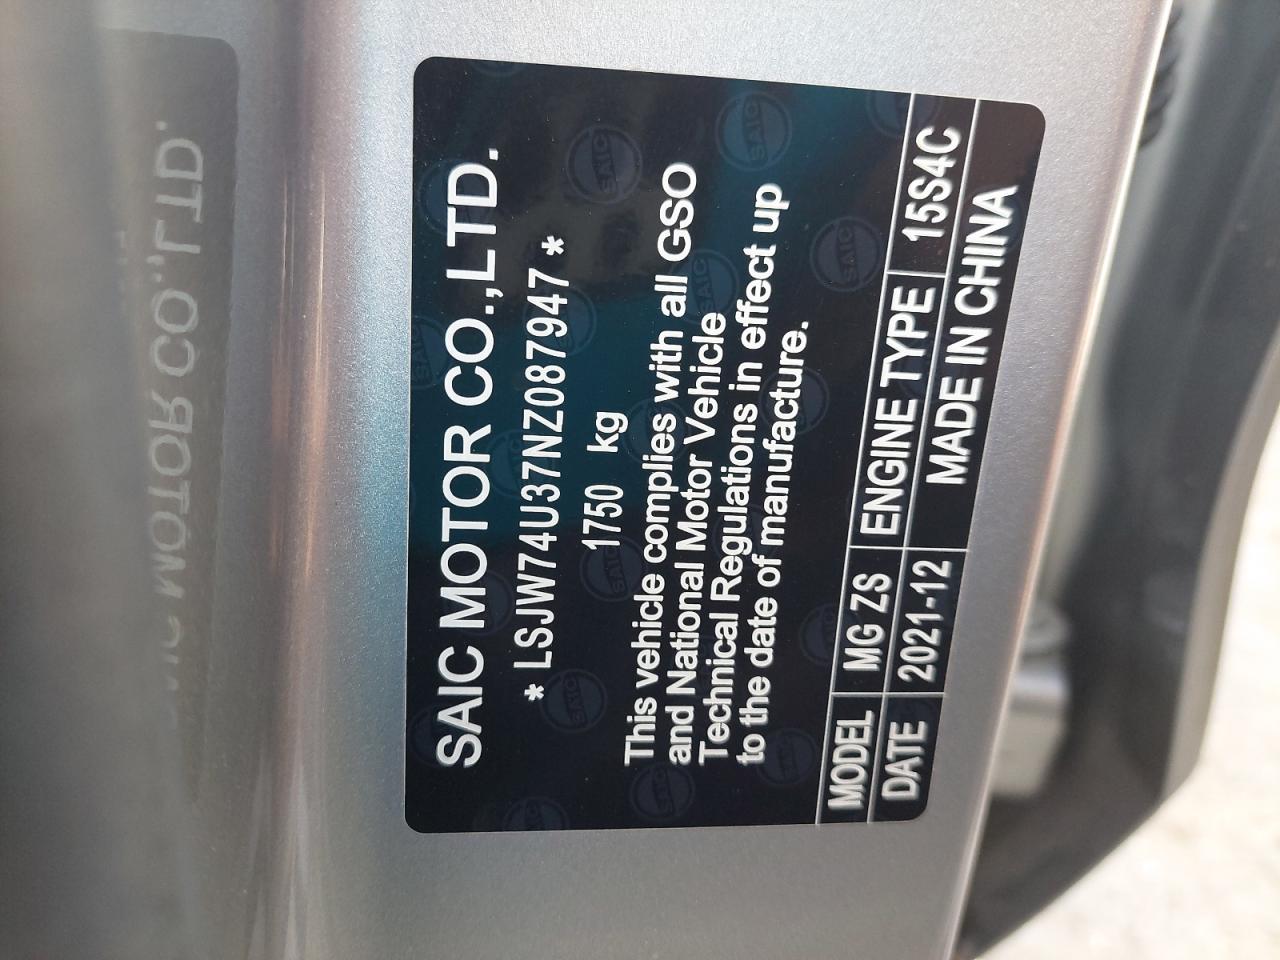 SAIC MOTOR CO.,LTD.
* LSJW74U37NZ087947 *
1750 kg
This vehicle complies with all GSO
and National Motor Vehicle
Technical Regulations in effect up
to the date of manufacture.
MODEL MG ZS ENGINE TYPE 15S4C
DATE 2021-12 MADE IN CHINA